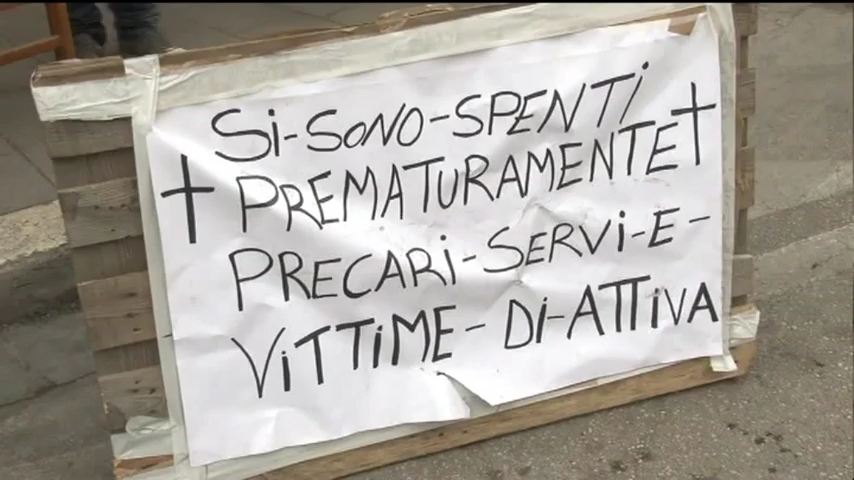 Si-SONO-SPENTi
† PREMATURAMENTE †
PRECARi-SERVi-E-
ViTTiME-Di-ATTiVA